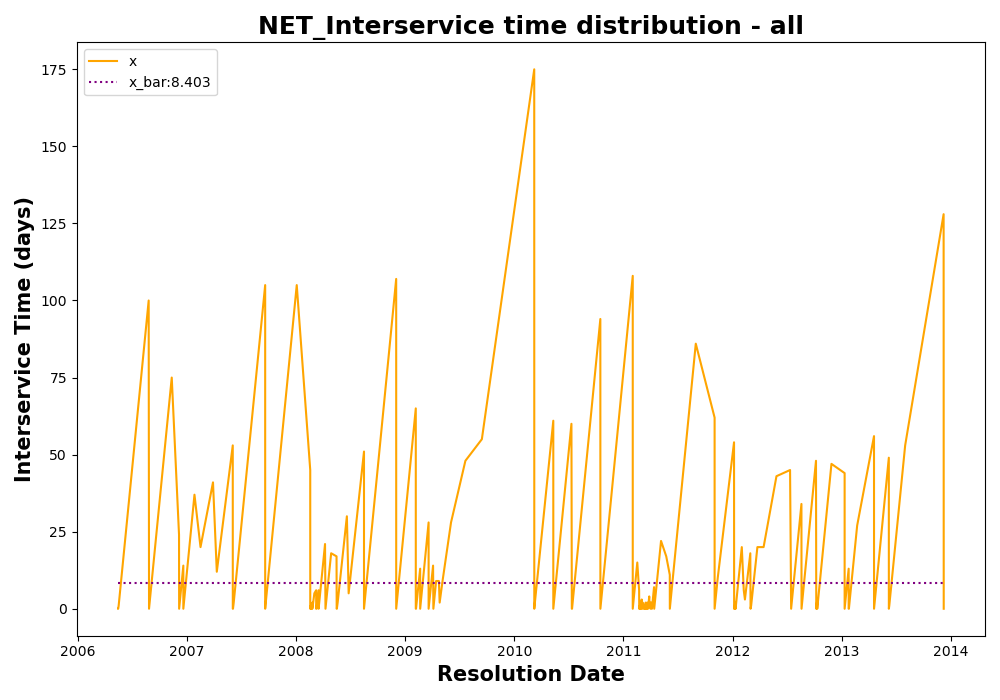 NET_Interservice time distribution - all
x
x_bar:8.403
175
150
125
100
75
50
25
0
Interservice Time (days)
2006 2007 2008 2009 2010 2011 2012 2013 2014
Resolution Date